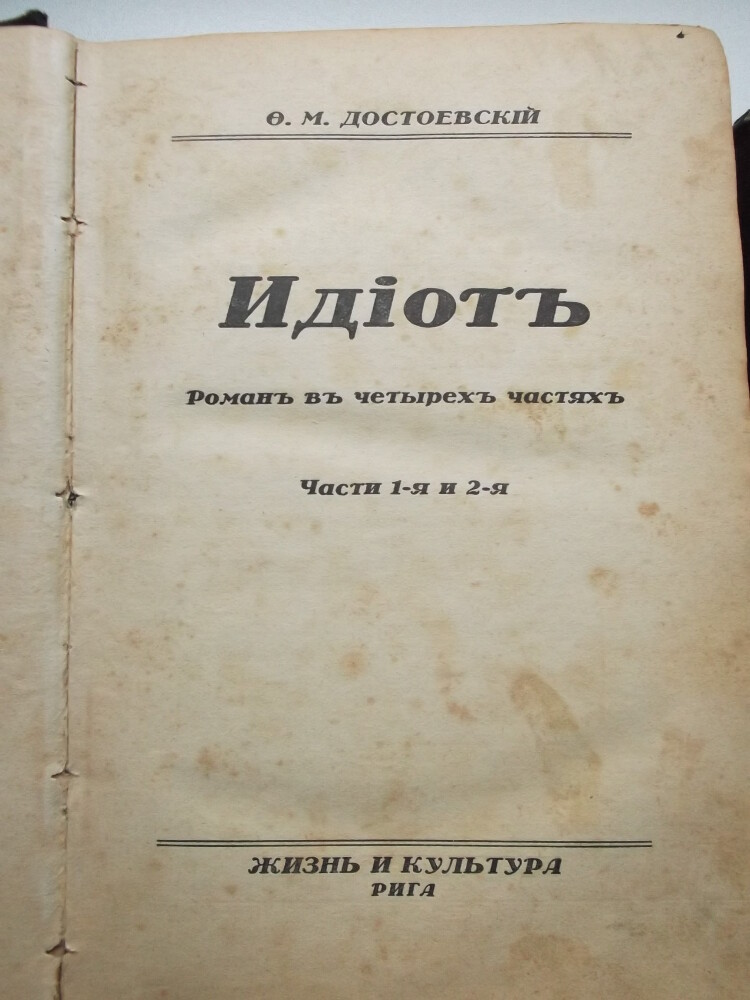 Ѳ. М. ДОСТОЕВСКІЙ
Идіотъ
Романъ въ четырехъ частяхъ
Части 1-я и 2-я
ЖИЗНЬ И КУЛЬТУРА
РИГА